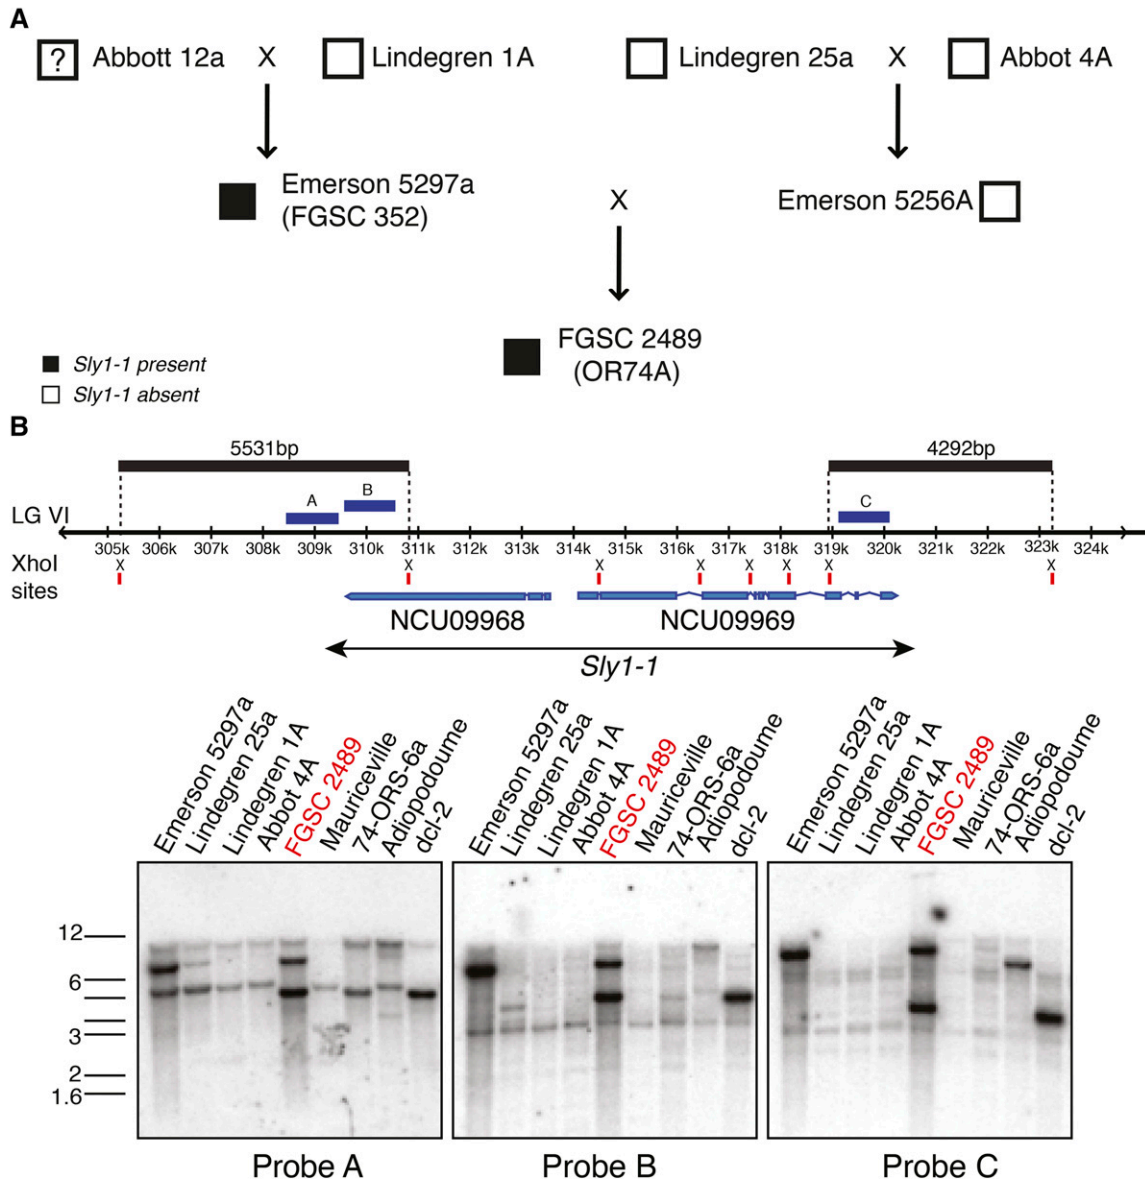 A
? Abbott 12a X Lindegren 1A Lindegren 25a X Abbot 4A
Emerson 5297a
(FGSC 352)
X
Emerson 5256A
FGSC 2489
(OR74A)
Sly1-1 present
Sly1-1 absent
B
5531bp 4292bp
A B C
LG VI
305k 306k 307k 308k 309k 310k 311k 312k 313k 314k 315k 316k 317k 318k 319k 320k 321k 322k 323k 324k
XhoI
sites
X X X X X X X X
NCU09968 NCU09969
Sly1-1
Emerson 5297a
Lindegren 25a
Lindegren 1A
Abbot 4A
FGSC 2489
Mauriceville
74-ORS-6a
Adiopodoume
dcl-2
Emerson 5297a
Lindegren 25a
Lindegren 1A
Abbot 4A
FGSC 2489
Mauriceville
74-ORS-6a
Adiopodoume
dcl-2
Emerson 5297a
Lindegren 25a
Lindegren 1A
Abbot 4A
FGSC 2489
Mauriceville
74-ORS-6a
Adiopodoume
dcl-2
12
6
3
2
1.6
Probe A Probe B Probe C